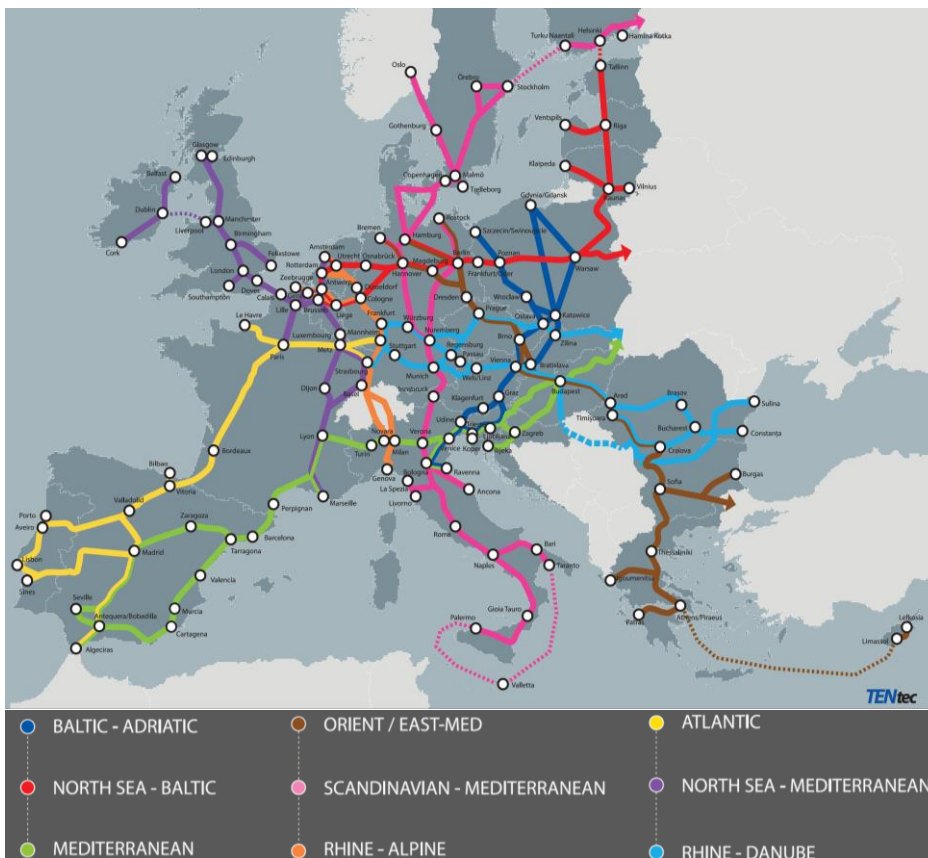 Oslo
Örebro
Stockholm
Turku/Naantali
Helsinki
Hamina Kotka
Tallinn
Gothenburg
Ventspils
Riga
Glasgow
Edinburgh
Klaipeda
Copenhagen
Malmö
Trelleborg
Kaunas
Vilnius
Belfast
Gdynia/Gdansk
Dublin
Liverpool
Manchester
Rostock
Szczecin/Swinoujscie
Cork
Birmingham
Bremen
Hamburg
Amsterdam
Felixstowe
Utrecht
Osnabrück
Magdeburg
Berlin
Poznan
Warsaw
London
Rotterdam
Hannover
Frankfurt/Oder
Southampton
Dover
Calais
Zeebrugge
Antwerp
Düsseldorf
Cologne
Dresden
Wrocław
Lille
Brussels
Liège
Frankfurt
Prague
Ostava
Katowice
Le Havre
Luxembourg
Mannheim
Würzburg
Nuremberg
Paris
Metz
Stuttgart
Regensburg
Passau
Brno
Zilina
Strasbourg
Munich
Wels/Linz
Vienna
Bratislava
Dijon
Basel
Innsbruck
Klagenfurt
Graz
Budapest
Arad
Brașov
Sulina
Udine
Timișoara
Lyon
Novara
Verona
Ljubljana
Zagreb
Bucharest
Constanța
Turin
Milan
Venice
Koper
Rijeka
Craiova
Bordeaux
Genova
Bologna
Ravenna
Bilbao
La Spezia
Sofia
Burgas
Vitoria
Livorno
Ancona
Marseille
Valladolid
Porto
Zaragoza
Perpignan
Aveiro
Barcelona
Rome
Madrid
Tarragona
Bari
Thessaliniki
Lisbon
Naples
Taranto
Valencia
Igoumenitsa
Sines
Seville
Murcia
Gioia Tauro
Palermo
Patras
Athens/Piraeus
Antequera/Bobadilla
Cartagena
Lefkosia
Limassol
Algeciras
Valletta
TENtec
BALTIC - ADRIATIC
ORIENT / EAST-MED
ATLANTIC
NORTH SEA - BALTIC
SCANDINAVIAN - MEDITERRANEAN
NORTH SEA - MEDITERRANEAN
MEDITERRANEAN
RHINE - ALPINE
RHINE - DANUBE